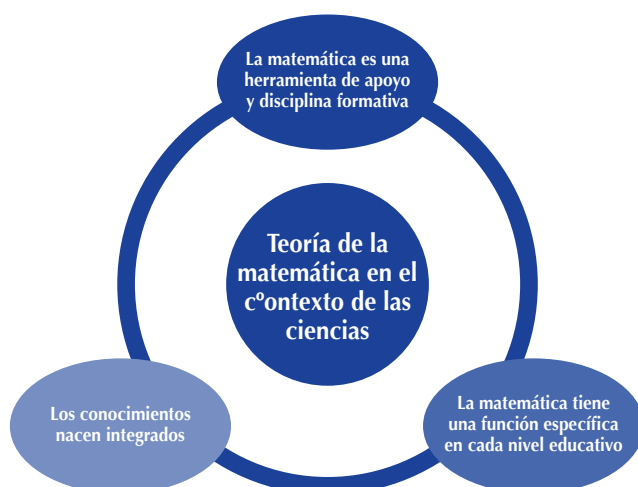 La matemática es una
herramienta de apoyo
y disciplina formativa
Teoría de la
matemática en el
cºontexto de las
ciencias
Los conocimientos
nacen integrados
La matemática tiene
una función específica
en cada nivel educativo